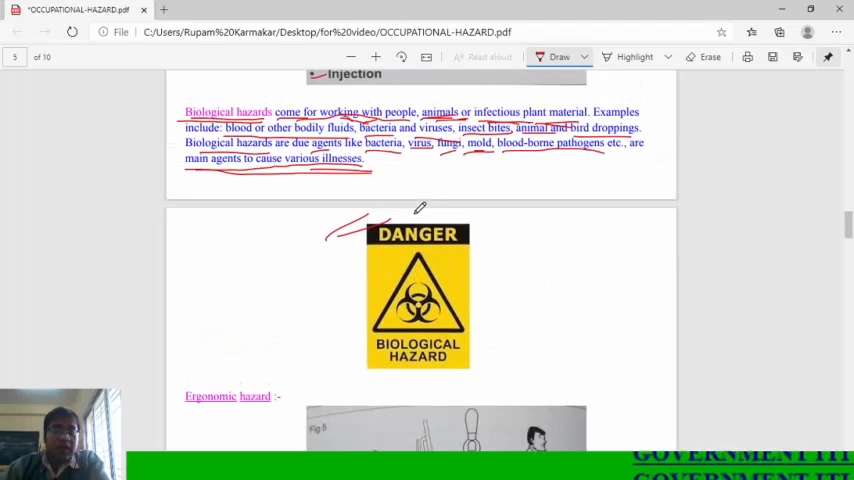 *OCCUPATIONAL-HAZARD.pdf
File
C:/Users/Rupam%20Karmakar/Desktop/for%20video/OCCUPATIONAL-HAZARD.pdf
5 of 10
Read aloud
Draw
Highlight
Erase
Injection
Biological hazards come for working with people, animals or infectious plant material. Examples
include: blood or other bodily fluids, bacteria and viruses, insect bites, animal and bird droppings.
Biological hazards are due agents like bacteria, virus, fungi, mold, blood-borne pathogens etc., are
main agents to cause various illnesses.
DANGER
BIOLOGICAL
HAZARD
Ergonomic hazard :-
Fig 5
GOVERNMENT ITI
GOVERNMENT ITI